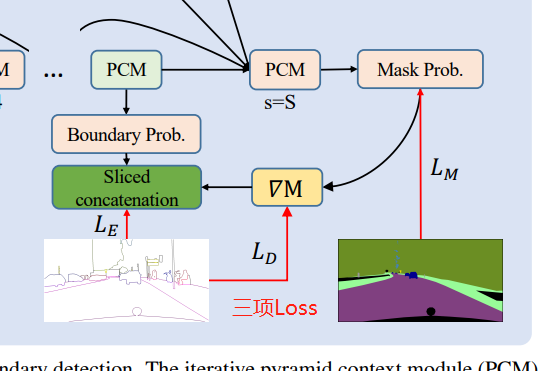 M
...
PCM
PCM
Mask Prob.
s=S
Boundary Prob.
Sliced
concatenation
∇M
L_M
L_E
L_D
三项Loss
ndary detection. The iterative pyramid context module (PCM)